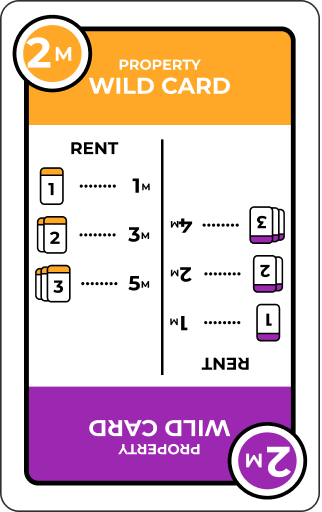 2M
PROPERTY
WILD CARD
RENT
1 ........ 1M
2 ........ 3M
3 ........ 5M
2M
PROPERTY
WILD CARD
RENT
1 ........ 1M
2 ........ 2M
3 ........ 4M